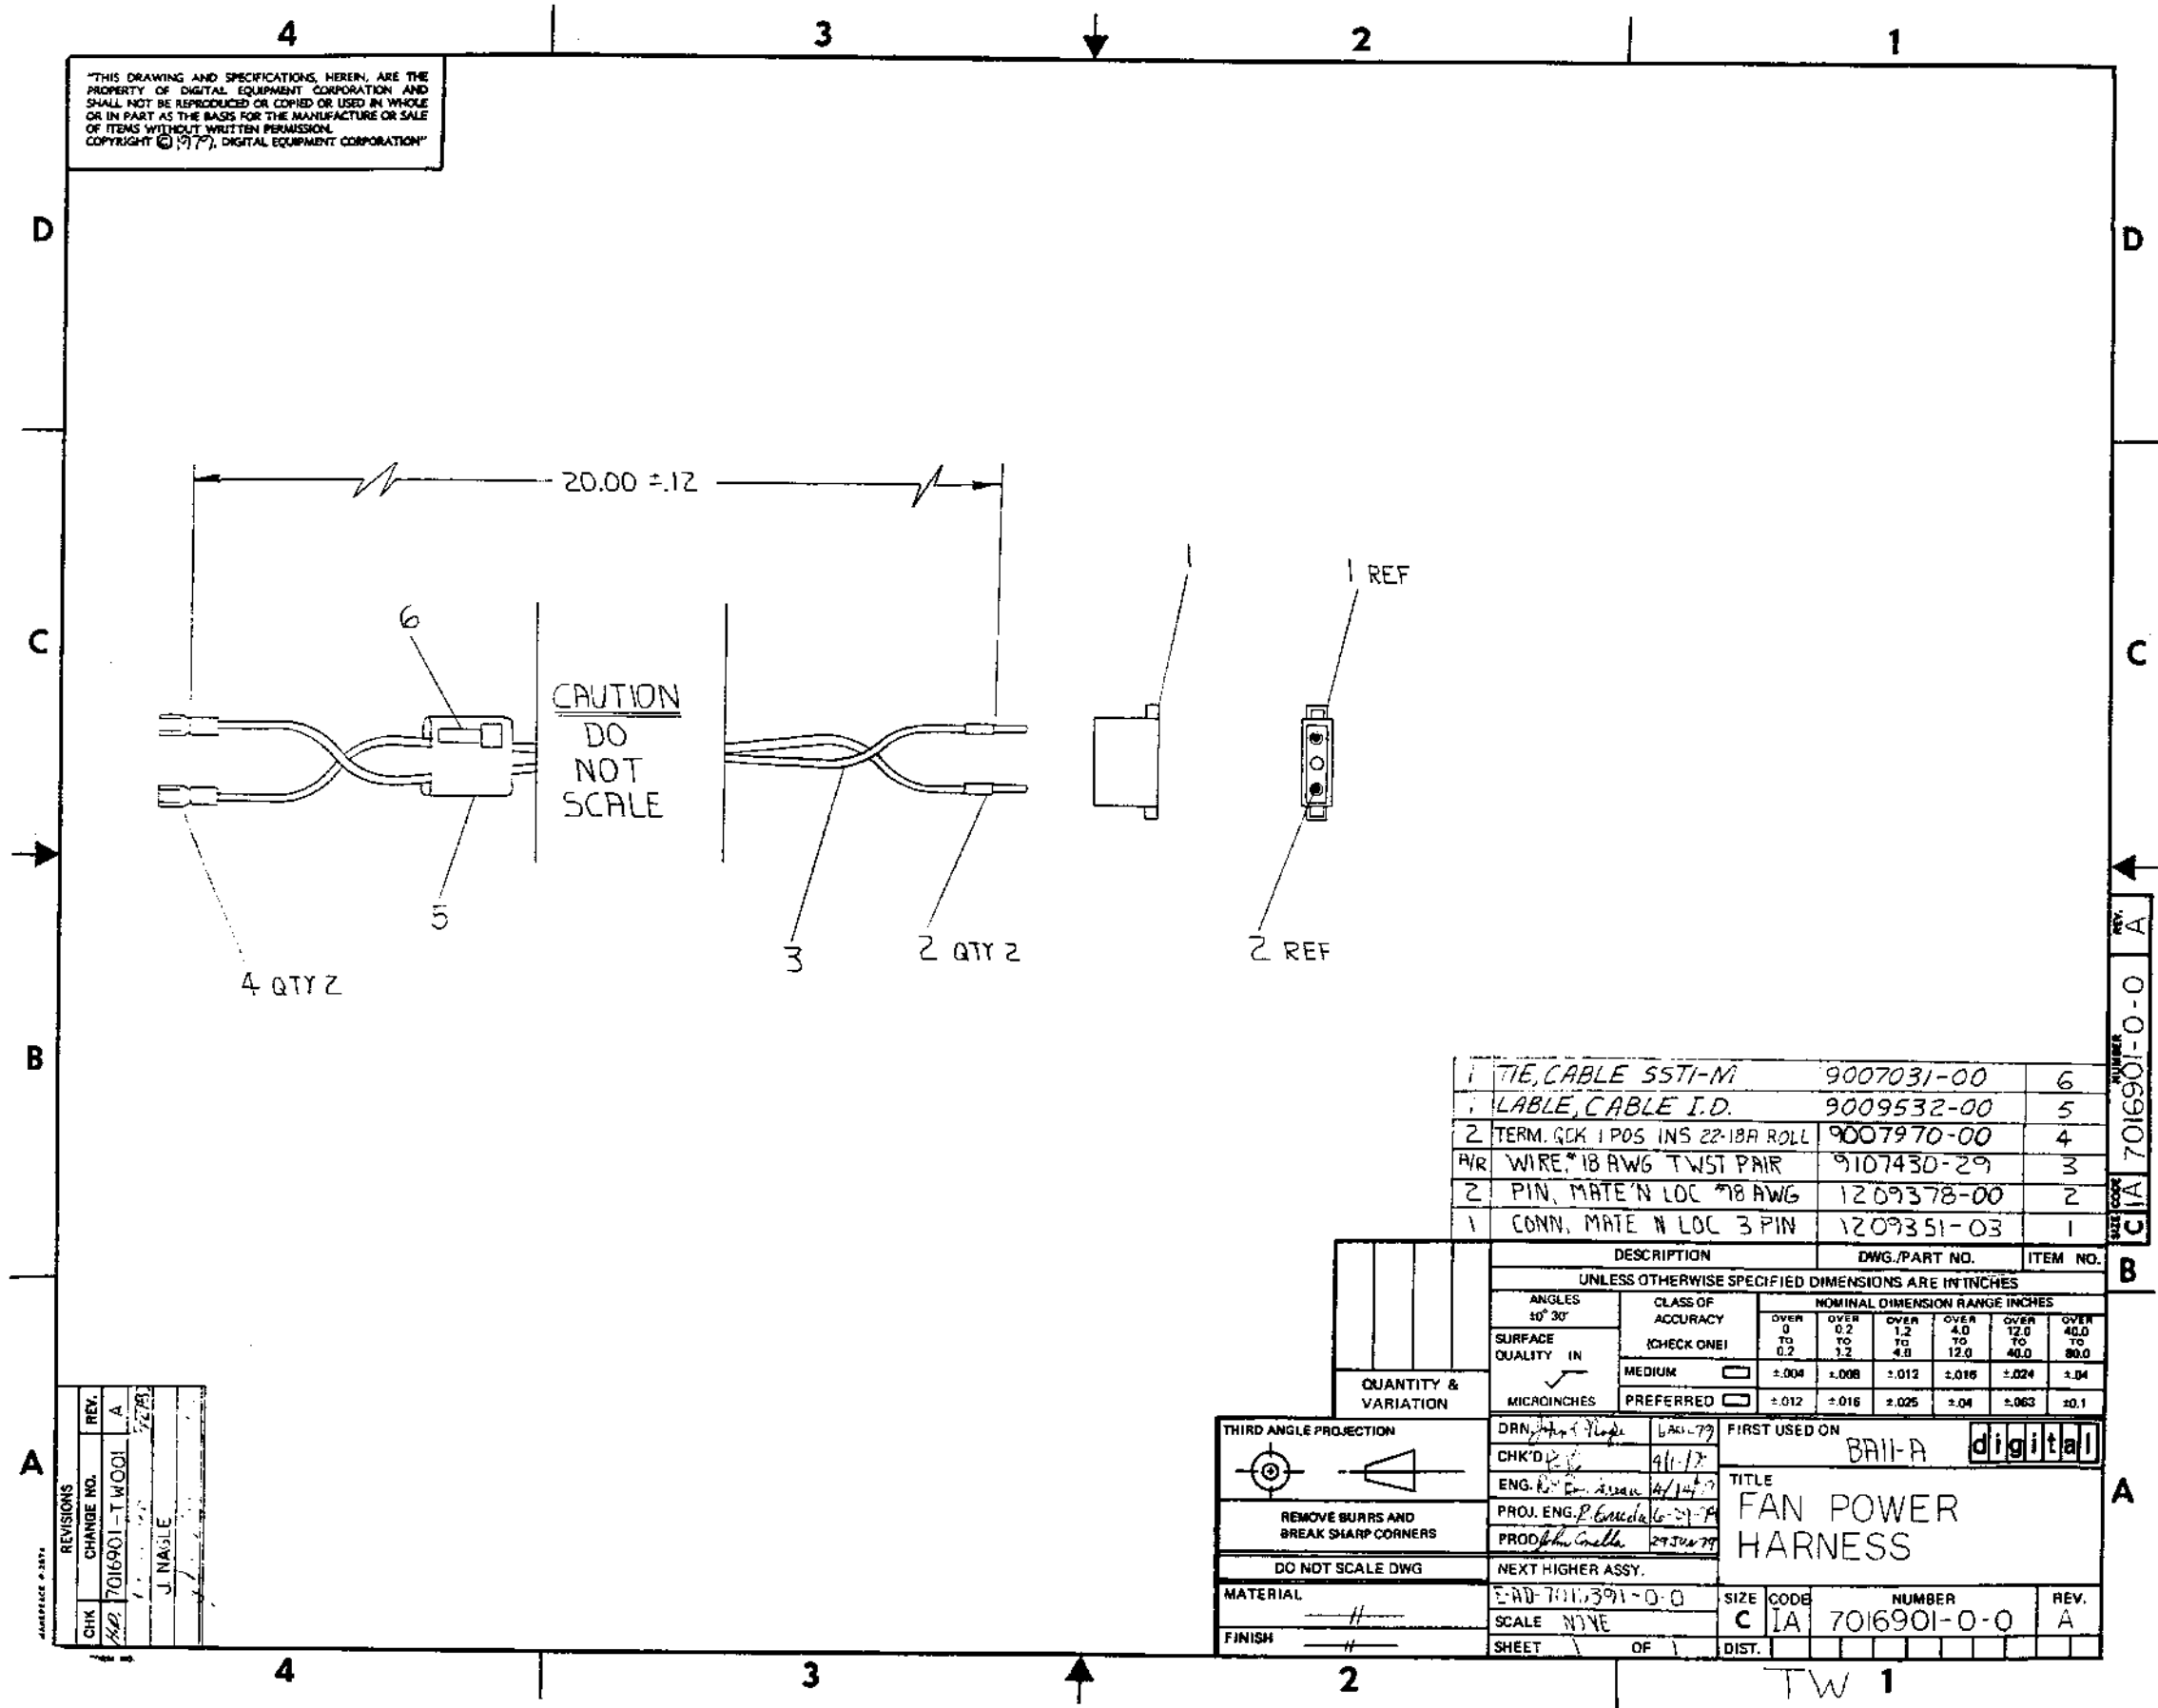 4 3 2 1
"THIS DRAWING AND SPECIFICATIONS, HEREIN, ARE THE
PROPERTY OF DIGITAL EQUIPMENT CORPORATION AND
SHALL NOT BE REPRODUCED OR COPIED OR USED IN WHOLE
OR IN PART AS THE BASIS FOR THE MANUFACTURE OR SALE
OF ITEMS WITHOUT WRITTEN PERMISSION.
COPYRIGHT © 1979, DIGITAL EQUIPMENT CORPORATION"
D D
20.00 ±.12
1
1 REF
6
C C
CAUTION
DO
NOT
SCALE
5
3
2 QTY 2
2 REF
4 QTY 2
REV. A
NUMBER 7016901-0-0
CODE IA
SIZE C
B
1 TIE, CABLE SST1-M 9007031-00 6
1 LABLE, CABLE I.D. 9009532-00 5
2 TERM. QCK 1 POS INS 22-18A ROLL 9007970-00 4
A/R WIRE, #18 AWG TWST PAIR 9107430-29 3
2 PIN, MATE'N LOC #18 AWG 1209378-00 2
1 CONN, MATE N LOC 3 PIN 1209351-03 1
DESCRIPTION DWG./PART NO. ITEM NO.
B
UNLESS OTHERWISE SPECIFIED DIMENSIONS ARE IN INCHES
ANGLES
±0° 30'
SURFACE
QUALITY IN
MICROINCHES
CLASS OF
ACCURACY
(CHECK ONE)
NOMINAL DIMENSION RANGE INCHES
OVER 0 TO 0.2
OVER 0.2 TO 1.2
OVER 1.2 TO 4.0
OVER 4.0 TO 12.0
OVER 12.0 TO 40.0
OVER 40.0 TO 80.0
MEDIUM ±.004 ±.008 ±.012 ±.016 ±.024 ±.04
PREFERRED ±.012 ±.016 ±.025 ±.04 ±.063 ±0.1
QUANTITY &
VARIATION
THIRD ANGLE PROJECTION
REMOVE BURRS AND
BREAK SHARP CORNERS
DO NOT SCALE DWG
MATERIAL
FINISH
DRN.
CHK'D
ENG.
PROJ. ENG.
PROD John 29 JUN 79
NEXT HIGHER ASSY.
SCALE NONE
SHEET 1 OF 1
FIRST USED ON
BA11-A
digital
TITLE
FAN POWER
HARNESS
SIZE C
CODE IA
NUMBER 7016901-0-0
REV. A
DIST.
A A
REVISIONS
CHK CHANGE NO. REV.
7016901-TW001 A
J. NAGLE
4 3 2 1
TW